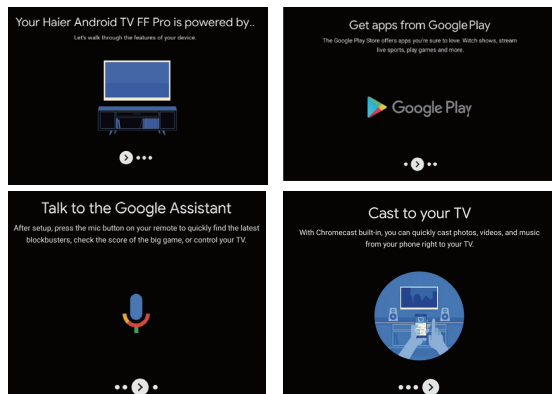 Your Haier Android TV FF Pro is powered by..
Let's walk through the features of your device.
Get apps from Google Play
The Google Play Store offers apps you're sure to love. Watch shows, stream
live sports, play games and more.
Google Play
Talk to the Google Assistant
After setup, press the mic button on your remote to quickly find the latest
blockbusters, check the score of the big game, or control your TV.
Cast to your TV
With Chromecast built-in, you can quickly cast photos, videos, and music
from your phone right to your TV.